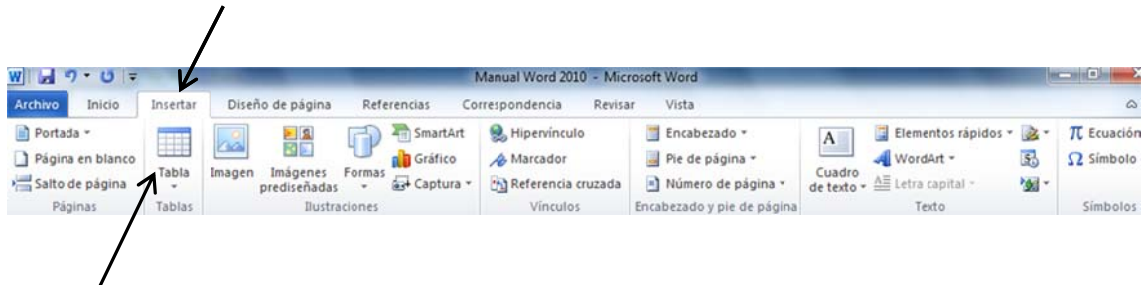 Manual Word 2010 - Microsoft Word
Archivo Inicio Insertar Diseño de página Referencias Correspondencia Revisar Vista
Portada
Página en blanco
Salto de página
Páginas
Tabla
Tablas
Imagen
Imágenes
prediseñadas
Formas
SmartArt
Gráfico
Captura
Ilustraciones
Hipervínculo
Marcador
Referencia cruzada
Vínculos
Encabezado
Pie de página
Número de página
Encabezado y pie de página
A
Cuadro
de texto
Elementos rápidos
WordArt
Letra capital
Texto
π Ecuación
Ω Símbolo
Símbolos